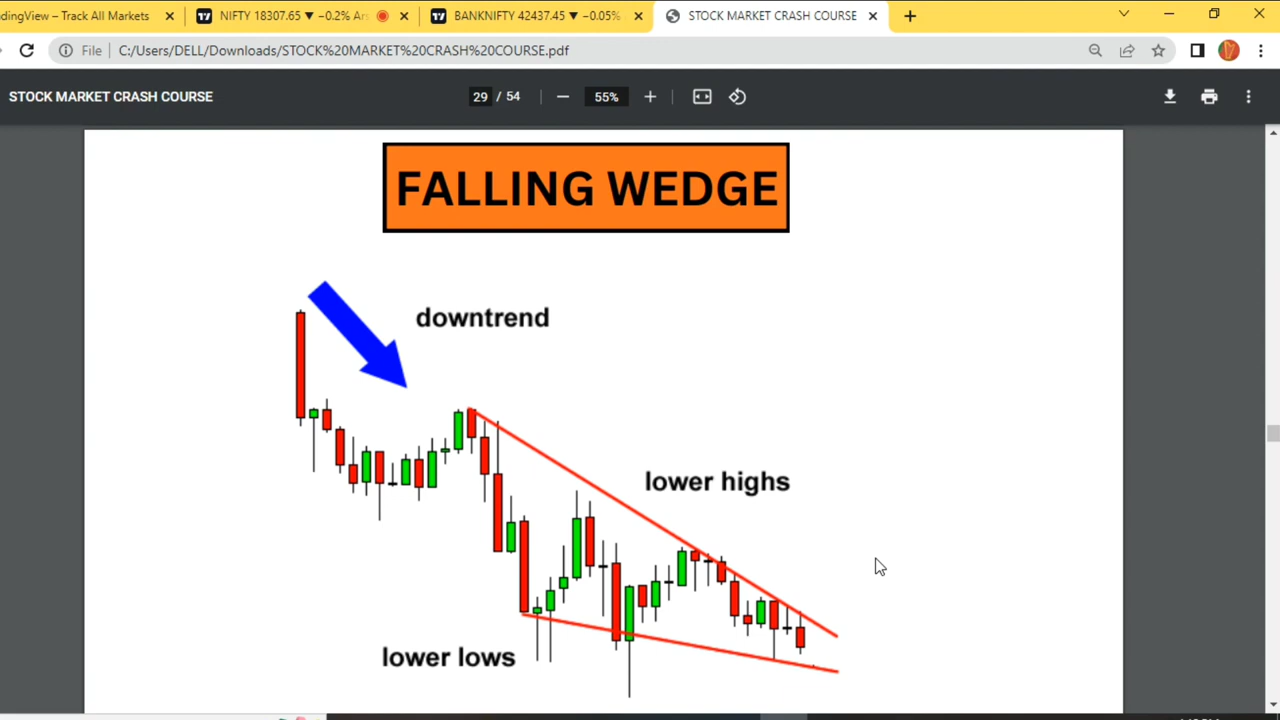 adingView – Track All Markets
NIFTY 18307.65 ▼ −0.2% Ar
BANKNIFTY 42437.45 ▼ −0.05%
STOCK MARKET CRASH COURSE
File
C:/Users/DELL/Downloads/STOCK%20MARKET%20CRASH%20COURSE.pdf
STOCK MARKET CRASH COURSE
29 / 54
55%
FALLING WEDGE
downtrend
lower highs
lower lows